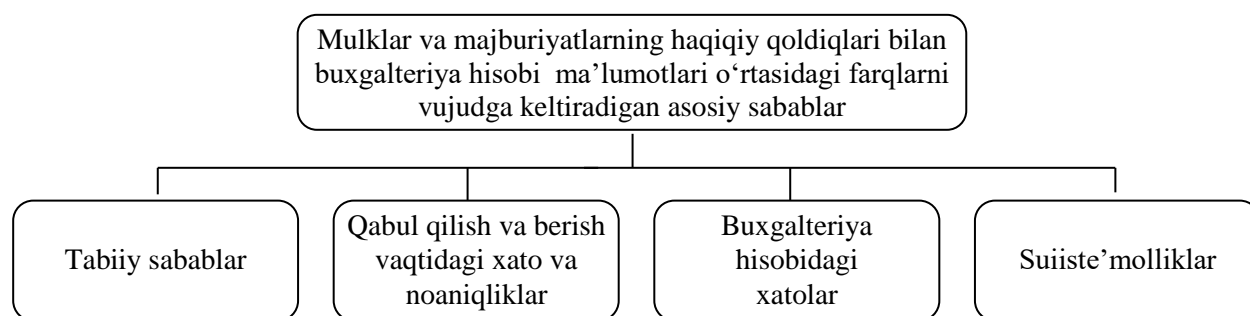 Mulklar va majburiyatlarning haqiqiy qoldiqlari bilan
buxgalteriya hisobi ma’lumotlari o‘rtasidagi farqlarni
vujudga keltiradigan asosiy sabablar
Tabiiy sabablar
Qabul qilish va berish
vaqtidagi xato va
noaniqliklar
Buxgalteriya
hisobidagi
xatolar
Suiiste’molliklar